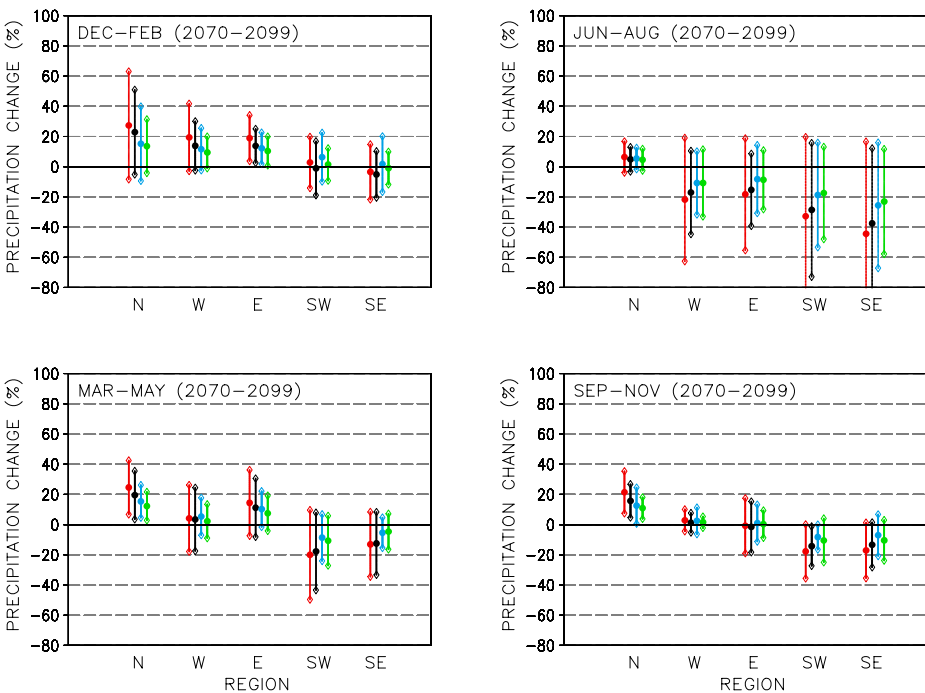 PRECIPITATION CHANGE (%)
100
80
60
40
20
0
−20
−40
−60
−80
DEC−FEB (2070−2099)
N W E SW SE
PRECIPITATION CHANGE (%)
100
80
60
40
20
0
−20
−40
−60
−80
JUN−AUG (2070−2099)
N W E SW SE
PRECIPITATION CHANGE (%)
100
80
60
40
20
0
−20
−40
−60
−80
MAR−MAY (2070−2099)
N W E SW SE
REGION
PRECIPITATION CHANGE (%)
100
80
60
40
20
0
−20
−40
−60
−80
SEP−NOV (2070−2099)
N W E SW SE
REGION